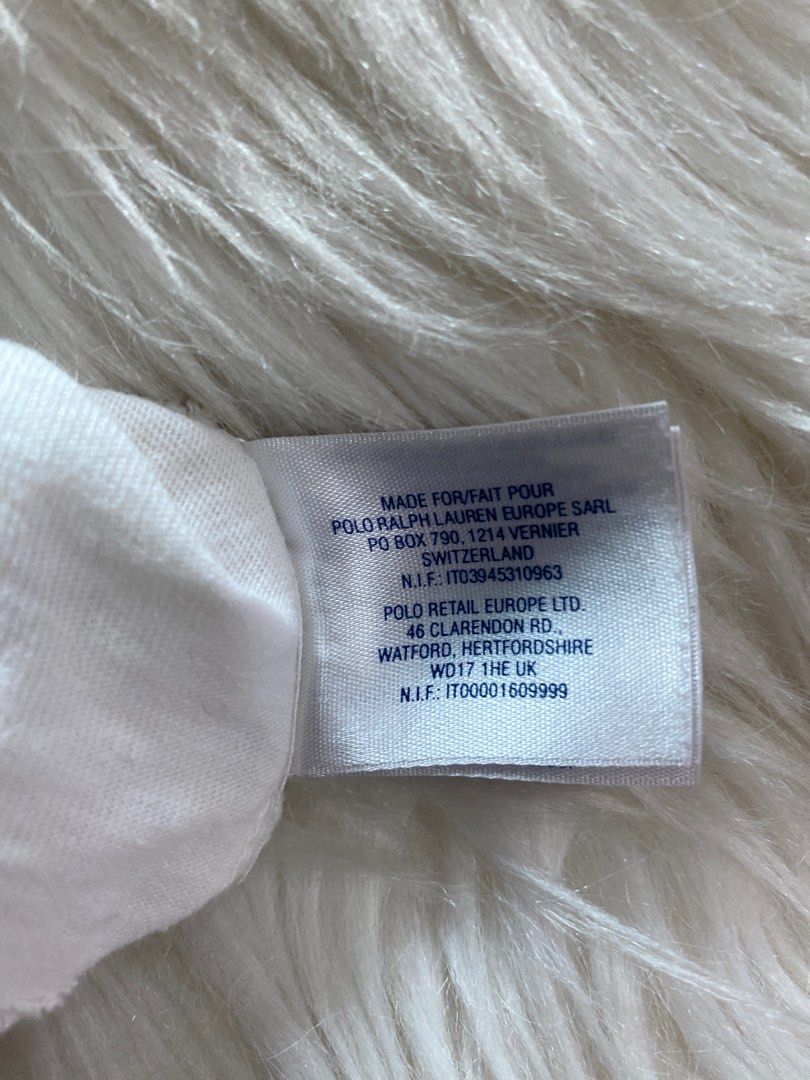 MADE FOR/FAIT POUR
POLO RALPH LAUREN EUROPE SARL
PO BOX 790, 1214 VERNIER
SWITZERLAND
N.I.F.: IT03945310963
POLO RETAIL EUROPE LTD.
46 CLARENDON RD.,
WATFORD, HERTFORDSHIRE
WD17 1HE UK
N.I.F.: IT00001609999